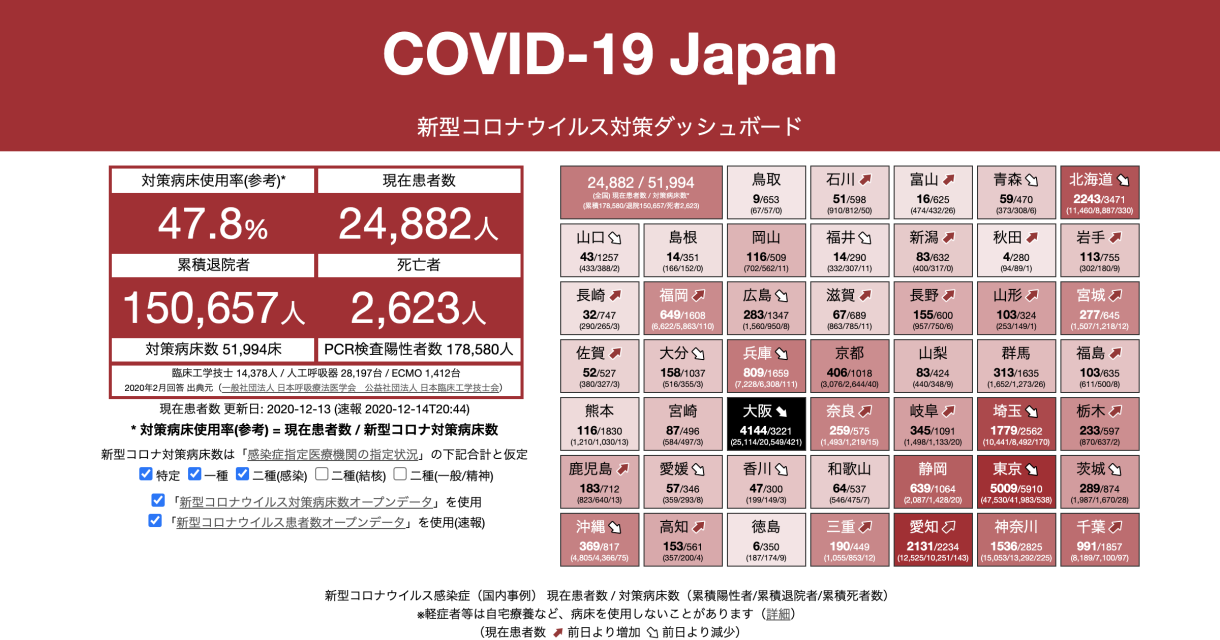 COVID-19 Japan
新型コロナウイルス対策ダッシュボード
対策病床使用率(参考)*
現在患者数
47.8%
24,882人
累積退院者
死亡者
150,657人
2,623人
対策病床数 51,994床
PCR検査陽性者数 178,580人
臨床工学技士 14,378人 / 人工呼吸器 28,197台 / ECMO 1,412台
2020年2月回答 出典元（一般社団法人 日本呼吸療法医学会　公益社団法人 日本臨床工学技士会）
現在患者数 更新日: 2020-12-13 (速報 2020-12-14T20:44)
* 対策病床使用率(参考) = 現在患者数 / 新型コロナ対策病床数
新型コロナ対策病床数は「感染症指定医療機関の指定状況」の下記合計と仮定
特定 一種 二種(感染) 二種(結核) 二種(一般/精神)
「新型コロナウイルス対策病床数オープンデータ」を使用
「新型コロナウイルス患者数オープンデータ」を使用(速報)
24,882 / 51,994
(全国) 現在患者数 / 対策病床数*
(累積178,580/退院150,657/死者2,623)
鳥取
9/653
(67/57/0)
石川
51/598
(910/812/50)
富山
16/625
(474/432/26)
青森
59/470
(373/308/6)
北海道
2243/3471
(11,460/8,887/330)
山口
43/1257
(433/388/2)
島根
14/351
(166/152/0)
岡山
116/509
(702/562/11)
福井
14/290
(332/307/11)
新潟
83/632
(400/317/0)
秋田
4/280
(94/89/1)
岩手
113/755
(302/180/9)
長崎
32/747
(290/265/3)
福岡
649/1608
(6,622/5,863/110)
広島
283/1347
(1,560/950/8)
滋賀
67/689
(863/785/11)
長野
155/600
(957/750/6)
山形
103/324
(253/149/1)
宮城
277/645
(1,507/1,218/12)
佐賀
52/527
(380/327/3)
大分
158/1037
(516/355/3)
兵庫
809/1659
(7,228/6,308/111)
京都
406/1018
(3,076/2,644/40)
山梨
83/424
(440/348/9)
群馬
313/1635
(1,652/1,273/26)
福島
103/635
(611/500/8)
熊本
116/1830
(1,210/1,030/13)
宮崎
87/496
(584/497/3)
大阪
4144/3221
(25,114/20,549/421)
奈良
259/575
(1,493/1,219/15)
岐阜
345/1091
(1,498/1,133/20)
埼玉
1779/2562
(10,441/8,492/170)
栃木
233/597
(870/637/2)
鹿児島
183/712
(823/640/13)
愛媛
57/346
(359/293/8)
香川
47/300
(199/149/3)
和歌山
64/537
(546/475/7)
静岡
639/1064
(2,087/1,428/20)
東京
5009/5910
(47,530/41,983/538)
茨城
289/874
(1,987/1,670/28)
沖縄
369/817
(4,805/4,366/75)
高知
153/561
(357/200/4)
徳島
6/350
(187/174/9)
三重
190/449
(1,055/853/12)
愛知
2131/2234
(12,525/10,251/143)
神奈川
1536/2825
(15,053/13,292/225)
千葉
991/1857
(8,189/7,100/97)
新型コロナウイルス感染症（国内事例） 現在患者数 / 対策病床数（累積陽性者/累積退院者/累積死者数）
※軽症者等は自宅療養など、病床を使用しないことがあります（詳細）
（現在患者数 前日より増加 前日より減少）